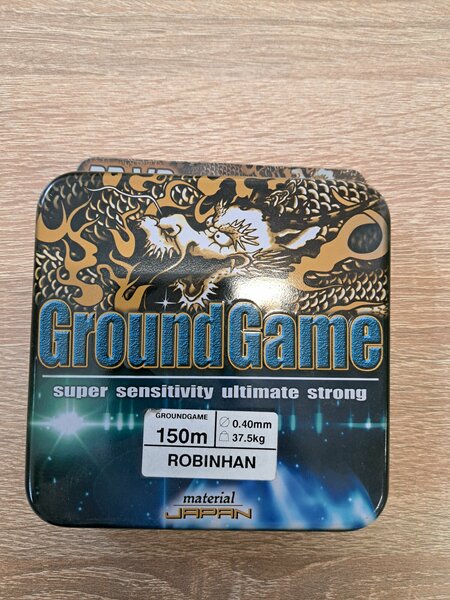 GroundGame
super sensitivity ultimate strong
GROUNDGAME
150m
0.40mm
37.5kg
ROBINHAN
material
JAPAN